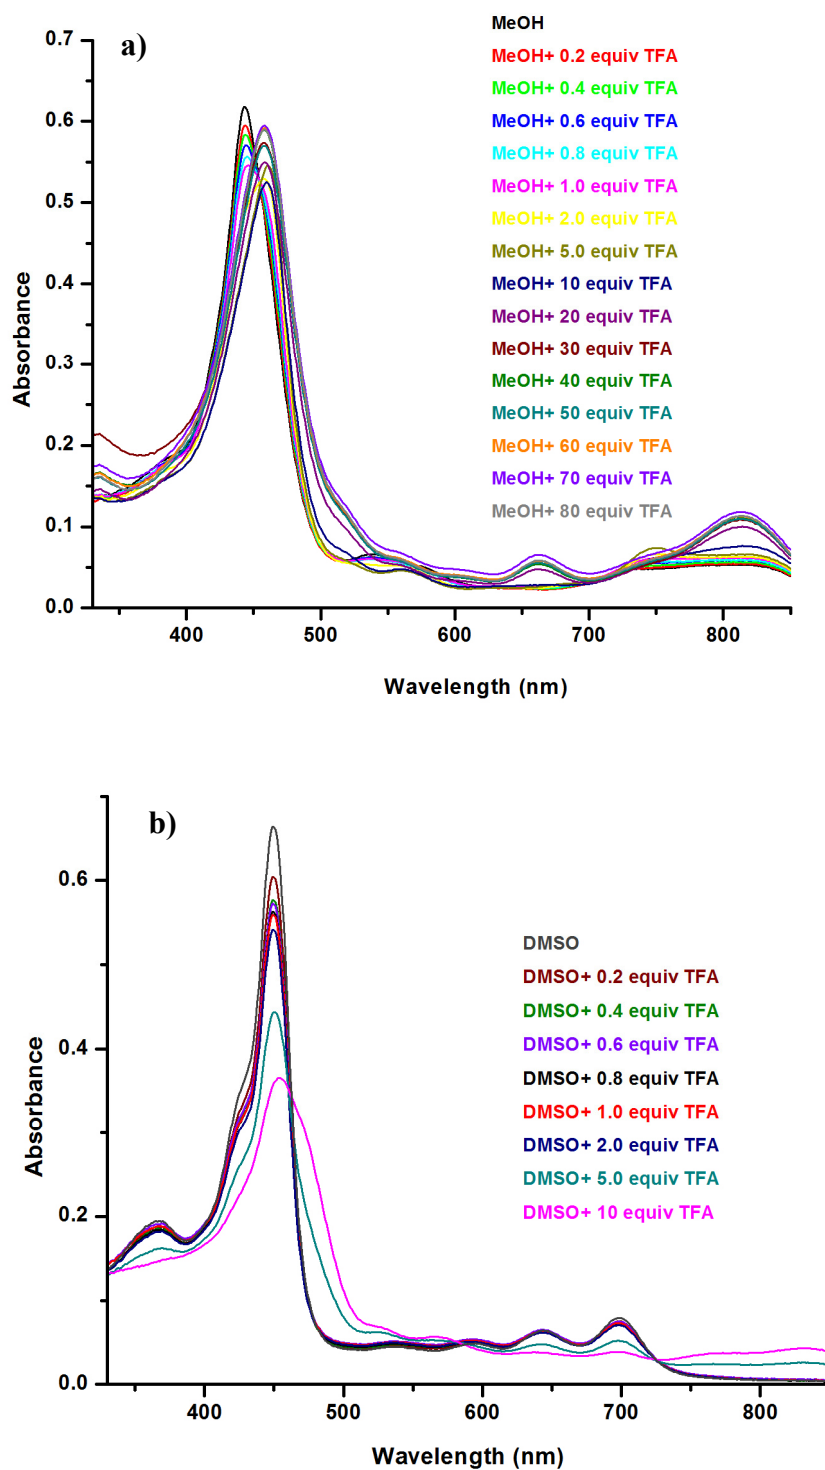 a)
MeOH
MeOH+ 0.2 equiv TFA
MeOH+ 0.4 equiv TFA
MeOH+ 0.6 equiv TFA
MeOH+ 0.8 equiv TFA
MeOH+ 1.0 equiv TFA
MeOH+ 2.0 equiv TFA
MeOH+ 5.0 equiv TFA
MeOH+ 10 equiv TFA
MeOH+ 20 equiv TFA
MeOH+ 30 equiv TFA
MeOH+ 40 equiv TFA
MeOH+ 50 equiv TFA
MeOH+ 60 equiv TFA
MeOH+ 70 equiv TFA
MeOH+ 80 equiv TFA
0.7
0.6
0.5
0.4
0.3
0.2
0.1
0.0
Absorbance
400 500 600 700 800
Wavelength (nm)
b)
DMSO
DMSO+ 0.2 equiv TFA
DMSO+ 0.4 equiv TFA
DMSO+ 0.6 equiv TFA
DMSO+ 0.8 equiv TFA
DMSO+ 1.0 equiv TFA
DMSO+ 2.0 equiv TFA
DMSO+ 5.0 equiv TFA
DMSO+ 10 equiv TFA
0.6
0.4
0.2
0.0
Absorbance
400 500 600 700 800
Wavelength (nm)